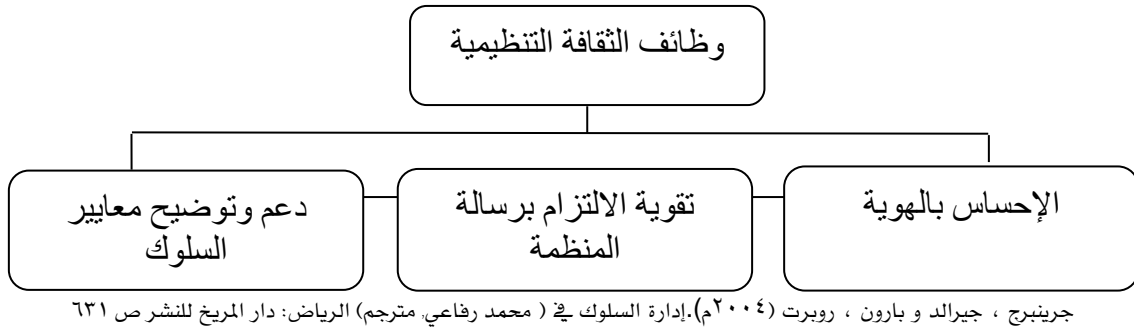 وظائف الثقافة التنظيمية
الإحساس بالهوية
تقوية الالتزام برسالة
المنظمة
دعم وتوضيح معايير
السلوك
جرينبرج ، جيرالد و بارون ، روبرت (٢٠٠٤م).إدارة السلوك في ( محمد رفاعي, مترجم) الرياض: دار المريخ للنشر ص ٦٣١